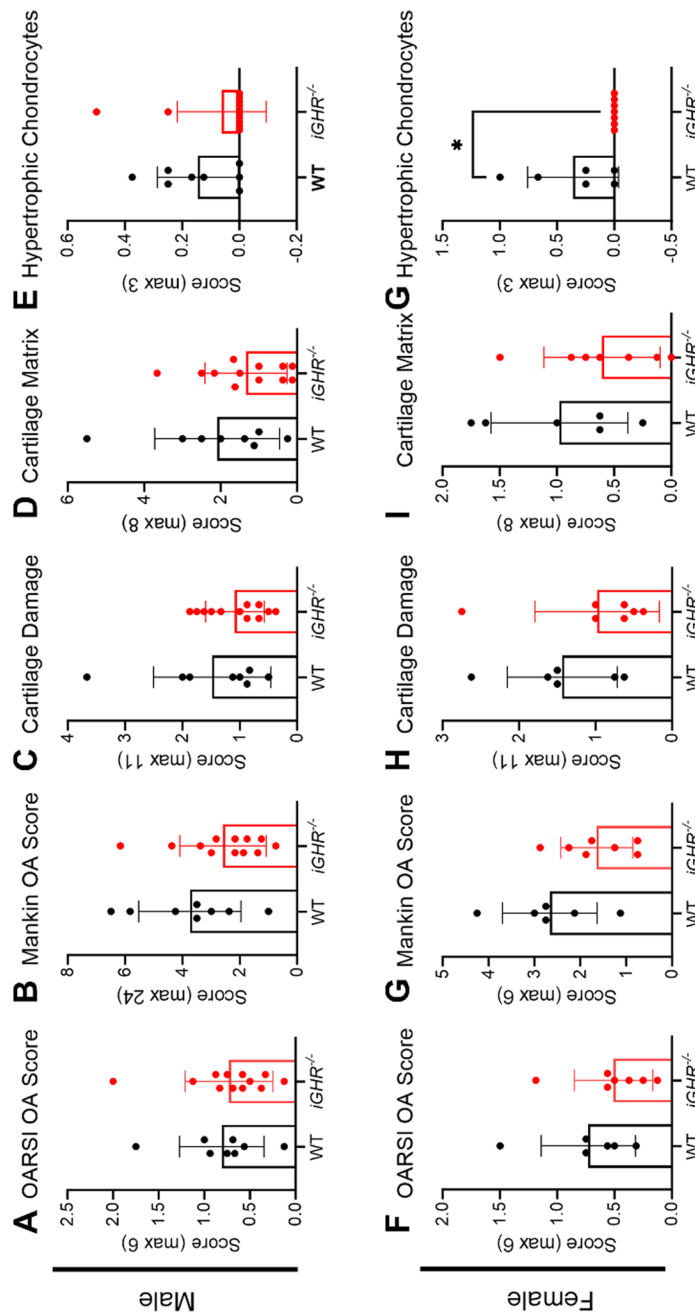 Male
A OARSI OA Score
Score (max 6)
2.5
2.0
1.5
1.0
0.5
0.0
WT
iGHR-/-
B Mankin OA Score
Score (max 24)
8
6
4
2
0
WT
iGHR-/-
C Cartilage Damage
Score (max 11)
4
3
2
1
0
WT
iGHR-/-
D Cartilage Matrix
Score (max 8)
6
4
2
0
WT
iGHR-/-
E Hypertrophic Chondrocytes
Score (max 3)
0.6
0.4
0.2
0.0
-0.2
WT
iGHR-/-
Female
F OARSI OA Score
Score (max 6)
2.0
1.5
1.0
0.5
0.0
WT
iGHR-/-
G Mankin OA Score
Score (max 6)
5
4
3
2
1
0
WT
iGHR-/-
H Cartilage Damage
Score (max 11)
3
2
1
0
WT
iGHR-/-
I Cartilage Matrix
Score (max 8)
2.0
1.5
1.0
0.5
0.0
WT
iGHR-/-
G Hypertrophic Chondrocytes
Score (max 3)
1.5
1.0
0.5
0.0
-0.5
*
WT
iGHR-/-